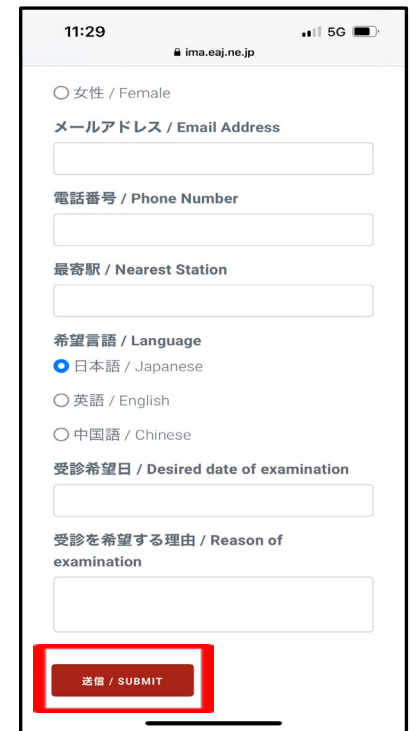 11:29
5G
ima.eaj.ne.jp
女性 / Female
メールアドレス / Email Address
電話番号 / Phone Number
最寄駅 / Nearest Station
希望言語 / Language
日本語 / Japanese
英語 / English
中国語 / Chinese
受診希望日 / Desired date of examination
受診を希望する理由 / Reason of
examination
送信 / SUBMIT